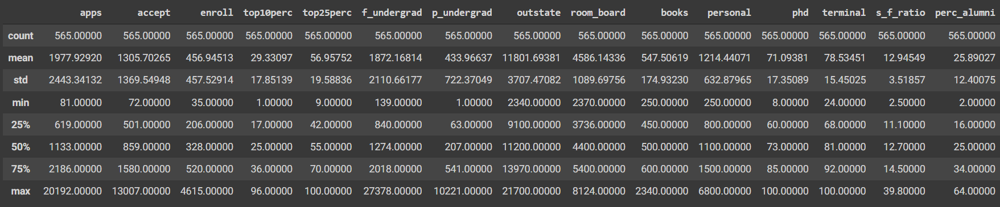 apps accept enroll top10perc top25perc f_undergrad p_undergrad outstate room_board books personal phd terminal s_f_ratio perc_alumni
count 565.00000 565.00000 565.00000 565.00000 565.00000 565.00000 565.00000 565.00000 565.00000 565.00000 565.00000 565.00000 565.00000 565.00000 565.00000
mean 1977.92920 1305.70265 456.94513 29.33097 56.95752 1872.16814 433.96637 11801.69381 4586.14336 547.50619 1214.44071 71.09381 78.53451 12.94549 25.89027
std 2443.34132 1369.54948 457.52914 17.85139 19.58836 2110.66177 722.37049 3707.47082 1089.69756 174.93230 632.87965 17.35089 15.45025 3.51857 12.40075
min 81.00000 72.00000 35.00000 1.00000 9.00000 139.00000 1.00000 2340.00000 2370.00000 250.00000 250.00000 8.00000 24.00000 2.50000 2.00000
25% 619.00000 501.00000 206.00000 17.00000 42.00000 840.00000 63.00000 9100.00000 3736.00000 450.00000 800.00000 60.00000 68.00000 11.10000 16.00000
50% 1133.00000 859.00000 328.00000 25.00000 55.00000 1274.00000 207.00000 11200.00000 4400.00000 500.00000 1100.00000 73.00000 81.00000 12.70000 25.00000
75% 2186.00000 1580.00000 520.00000 36.00000 70.00000 2018.00000 541.00000 13970.00000 5400.00000 600.00000 1500.00000 85.00000 92.00000 14.50000 34.00000
max 20192.00000 13007.00000 4615.00000 96.00000 100.00000 27378.00000 10221.00000 21700.00000 8124.00000 2340.00000 6800.00000 100.00000 100.00000 39.80000 64.00000